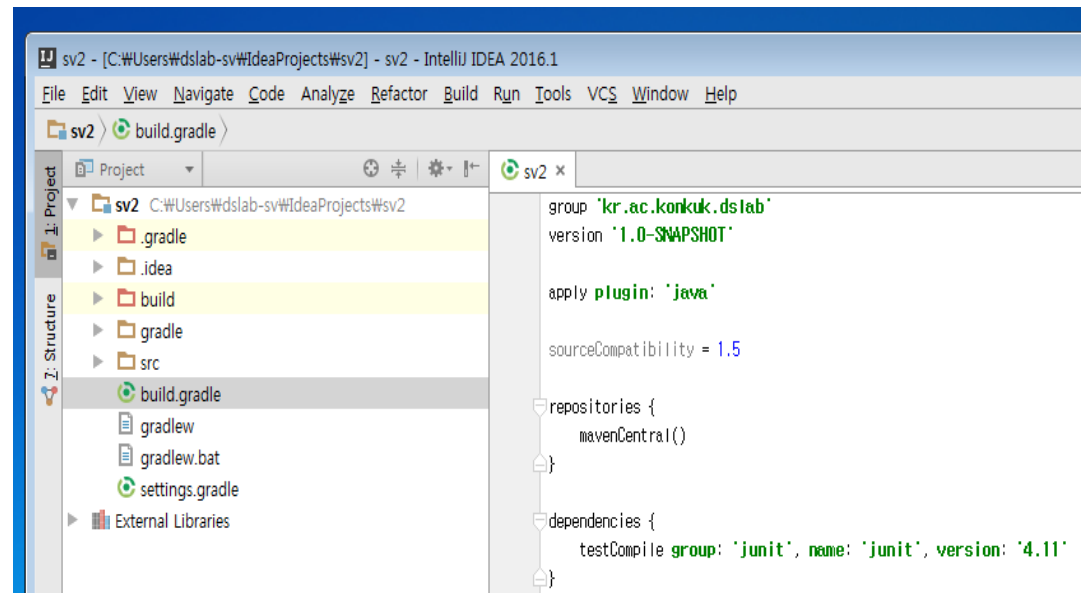 sv2 - [C:₩Users₩dslab-sv₩IdeaProjects₩sv2] - sv2 - IntelliJ IDEA 2016.1
File Edit View Navigate Code Analyze Refactor Build Run Tools VCS Window Help
sv2 build.gradle
1: Project
7: Structure
Project
sv2 C:₩Users₩dslab-sv₩IdeaProjects₩sv2
.gradle
.idea
build
gradle
src
build.gradle
gradlew
gradlew.bat
settings.gradle
External Libraries
sv2 ×
group 'kr.ac.konkuk.dslab'
version '1.0-SNAPSHOT'
apply plugin: 'java'
sourceCompatibility = 1.5
repositories {
mavenCentral()
}
dependencies {
testCompile group: 'junit', name: 'junit', version: '4.11'
}